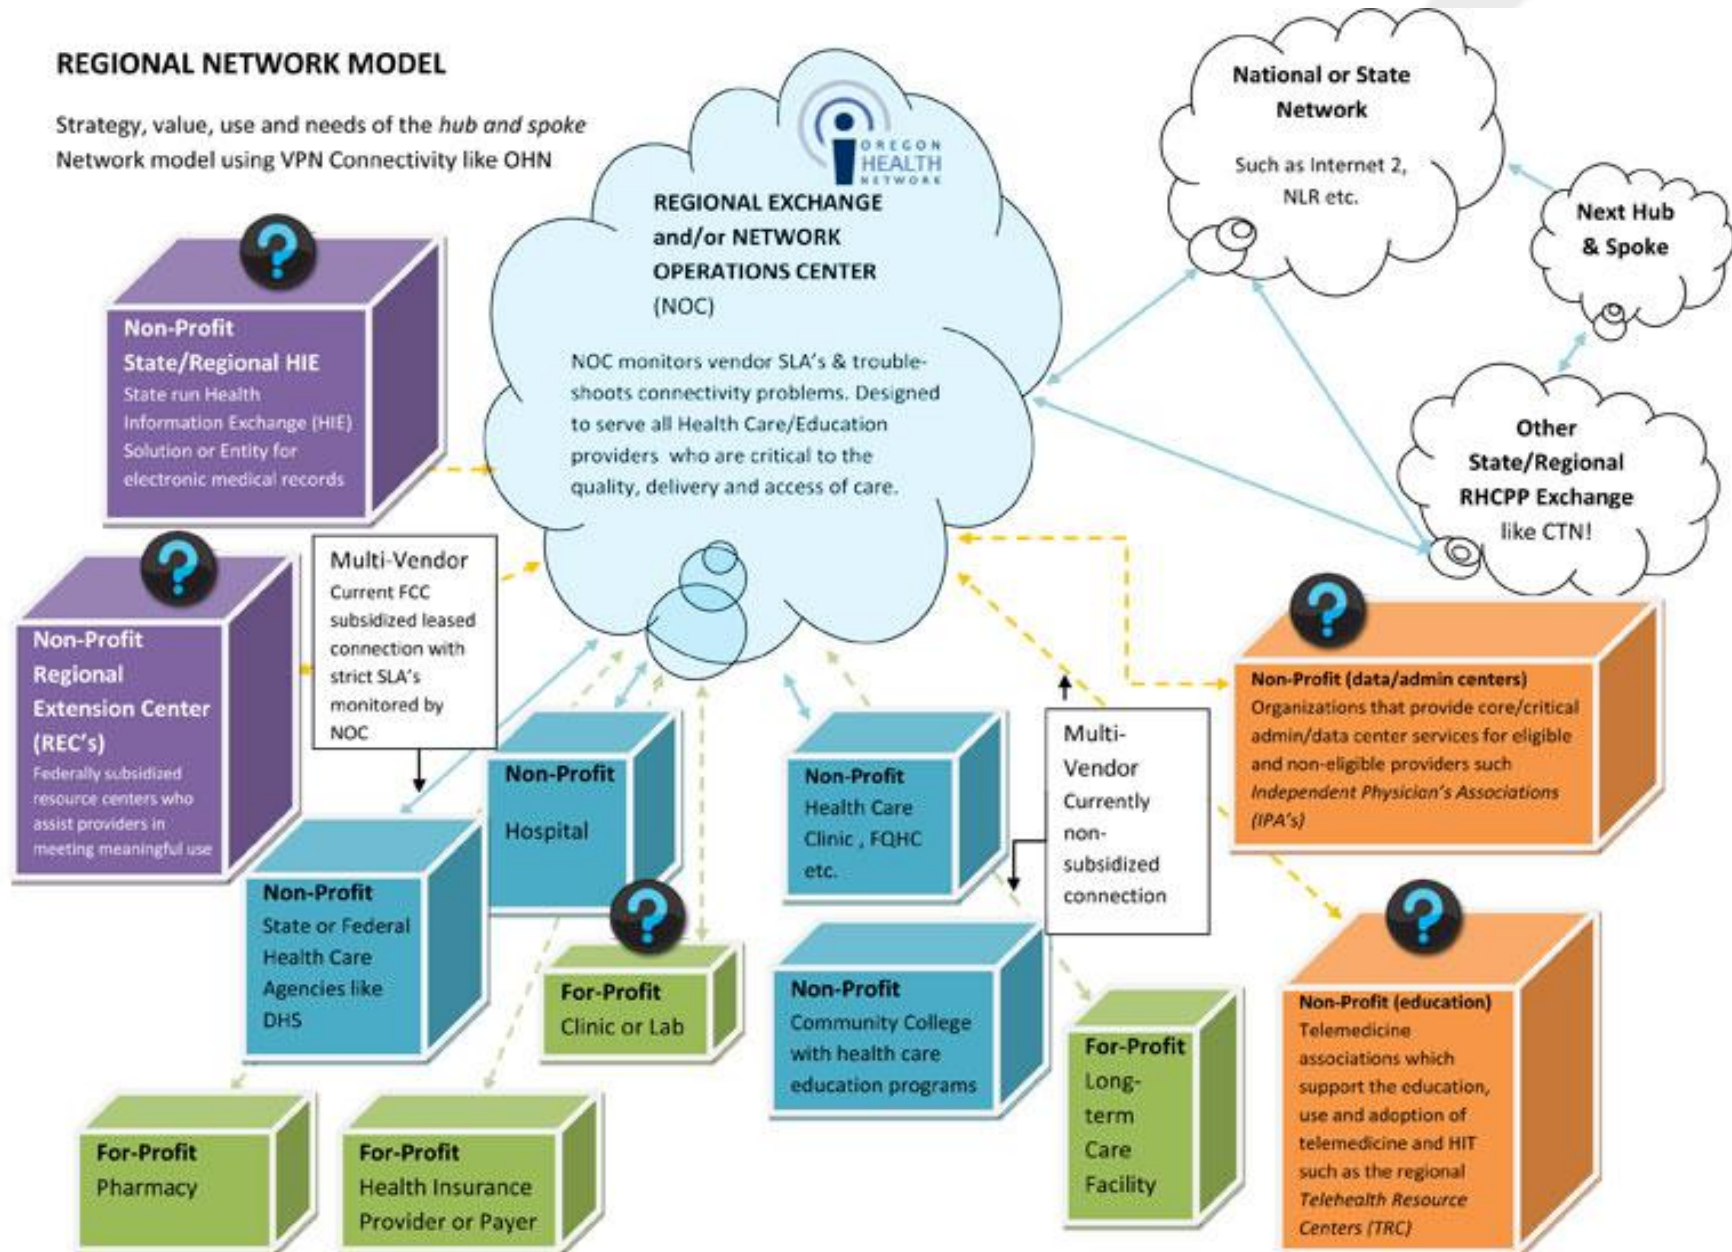 REGIONAL NETWORK MODEL
Strategy, value, use and needs of the hub and spoke
Network model using VPN Connectivity like OHN
OREGON
HEALTH
NETWORK
REGIONAL EXCHANGE
and/or NETWORK
OPERATIONS CENTER
(NOC)
NOC monitors vendor SLA's & trouble-
shoots connectivity problems. Designed
to serve all Health Care/Education
providers who are critical to the
quality, delivery and access of care.
National or State
Network
Such as Internet 2,
NLR etc.
Next Hub
& Spoke
Other
State/Regional
RHCPP Exchange
like CTN!
?
Non-Profit
State/Regional HIE
State run Health
Information Exchange (HIE)
Solution or Entity for
electronic medical records
?
Non-Profit
Regional
Extension Center
(REC's)
Federally subsidized
resource centers who
assist providers in
meeting meaningful use
Multi-Vendor
Current FCC
subsidized leased
connection with
strict SLA's
monitored by
NOC
Non-Profit
State or Federal
Health Care
Agencies like
DHS
Non-Profit
Hospital
Non-Profit
Health Care
Clinic , FQHC
etc.
Multi-
Vendor
Currently
non-
subsidized
connection
?
Non-Profit (data/admin centers)
Organizations that provide core/critical
admin/data center services for eligible
and non-eligible providers such
Independent Physician's Associations
(IPA's)
?
For-Profit
Clinic or Lab
Non-Profit
Community College
with health care
education programs
For-Profit
Long-
term
Care
Facility
?
Non-Profit (education)
Telemedicine
associations which
support the education,
use and adoption of
telemedicine and HIT
such as the regional
Telehealth Resource
Centers (TRC)
For-Profit
Pharmacy
For-Profit
Health Insurance
Provider or Payer